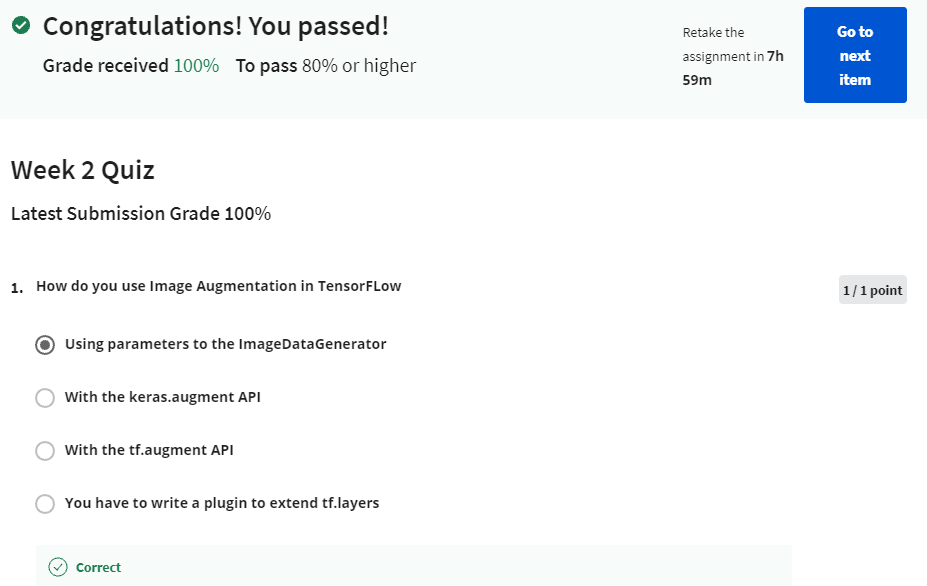 Congratulations! You passed!
Grade received 100% To pass 80% or higher
Retake the
assignment in 7h
59m
Go to
next
item
Week 2 Quiz
Latest Submission Grade 100%
1. How do you use Image Augmentation in TensorFLow
1 / 1 point
Using parameters to the ImageDataGenerator
With the keras.augment API
With the tf.augment API
You have to write a plugin to extend tf.layers
Correct